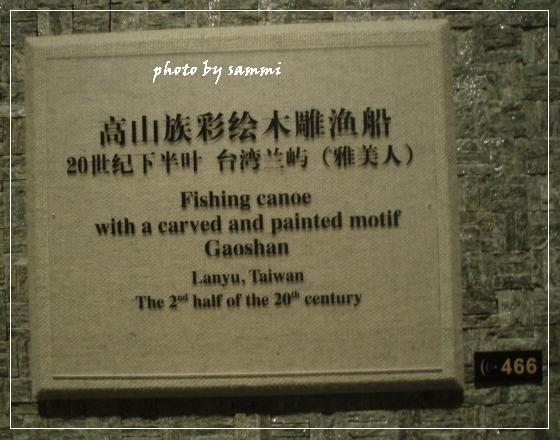 photo by sammi
高山族彩绘木雕渔船
20世纪下半叶 台湾兰屿（雅美人）
Fishing canoe
with a carved and painted motif
Gaoshan
Lanyu, Taiwan
The 2nd half of the 20th century
466